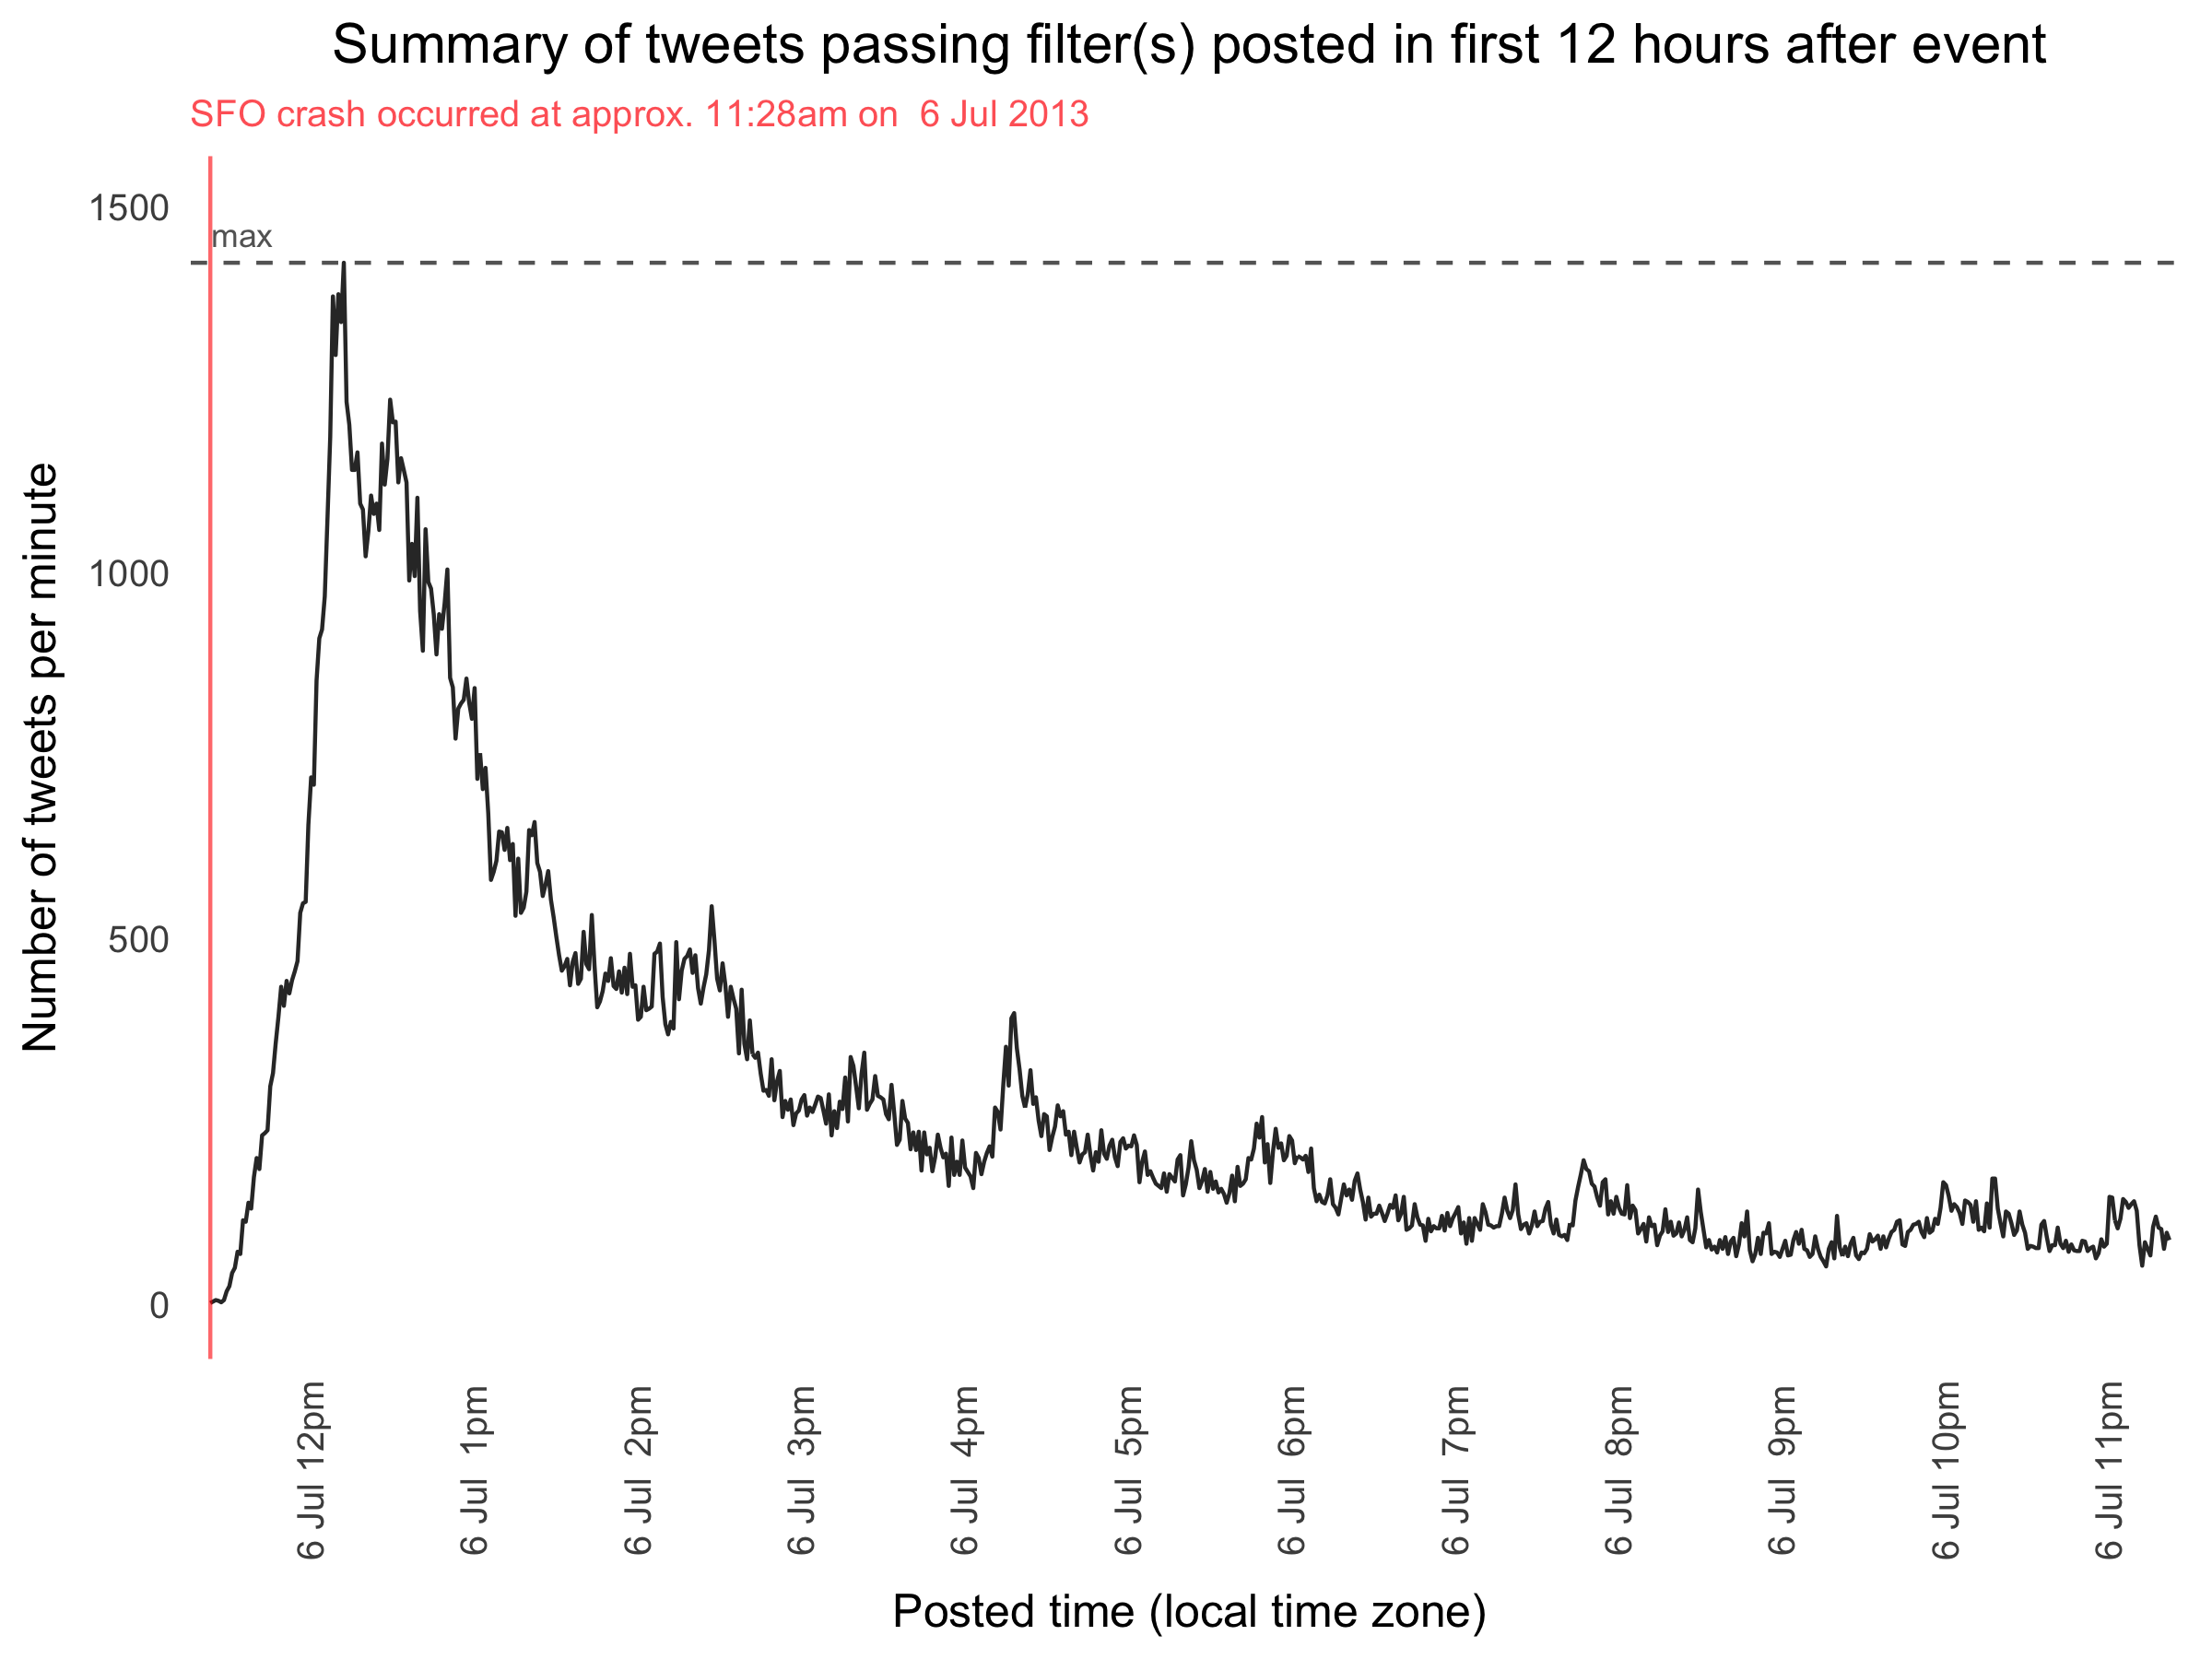 Summary of tweets passing filter(s) posted in first 12 hours after event
SFO crash occurred at approx. 11:28am on  6 Jul 2013
Number of tweets per minute
1500
1000
500
0
max
6 Jul 12pm
6 Jul  1pm
6 Jul  2pm
6 Jul  3pm
6 Jul  4pm
6 Jul  5pm
6 Jul  6pm
6 Jul  7pm
6 Jul  8pm
6 Jul  9pm
6 Jul 10pm
6 Jul 11pm
Posted time (local time zone)